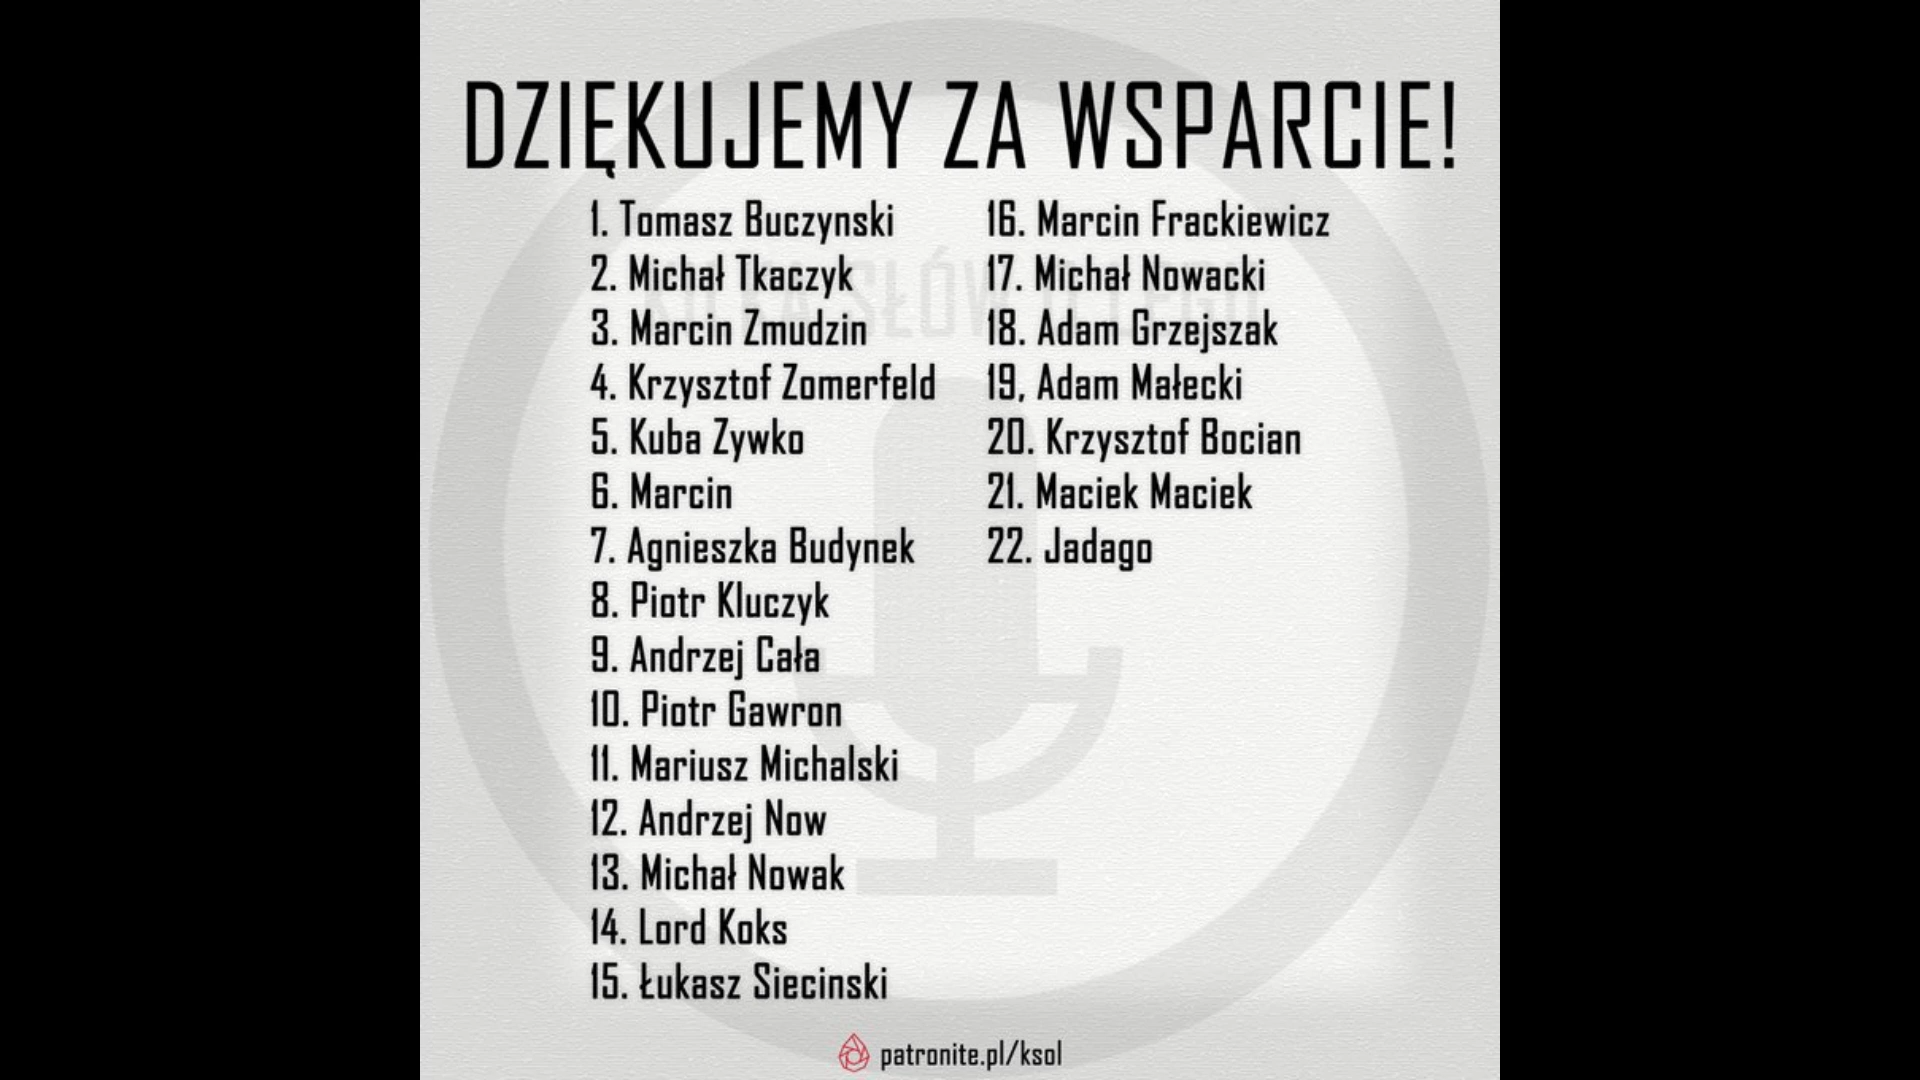 DZIĘKUJEMY ZA WSPARCIE!
1. Tomasz Buczynski
2. Michał Tkaczyk
3. Marcin Zmudzin
4. Krzysztof Zomerfeld
5. Kuba Zywko
6. Marcin
7. Agnieszka Budynek
8. Piotr Kluczyk
9. Andrzej Cała
10. Piotr Gawron
11. Mariusz Michalski
12. Andrzej Now
13. Michał Nowak
14. Lord Koks
15. Łukasz Siecinski
16. Marcin Frackiewicz
17. Michał Nowacki
18. Adam Grzejszak
19, Adam Małecki
20. Krzysztof Bocian
21. Maciek Maciek
22. Jadago
patronite.pl/ksol